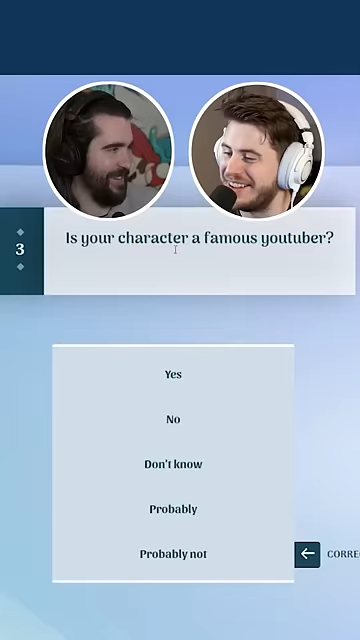 3
Is your character a famous youtuber?
Yes
No
Don't know
Probably
Probably not
CORRE